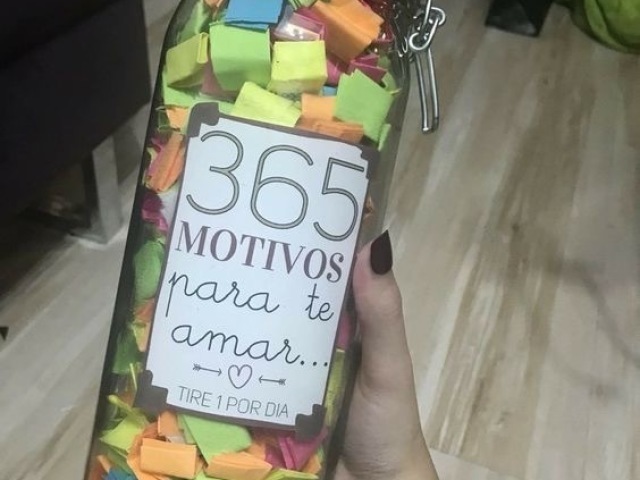 365
MOTIVOS
para te
amar...
TIRE 1 POR DIA